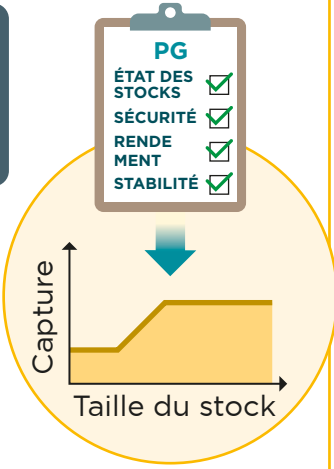 PG
ÉTAT DES
STOCKS
SÉCURITÉ
RENDE
MENT
STABILITÉ
Capture
Taille du stock